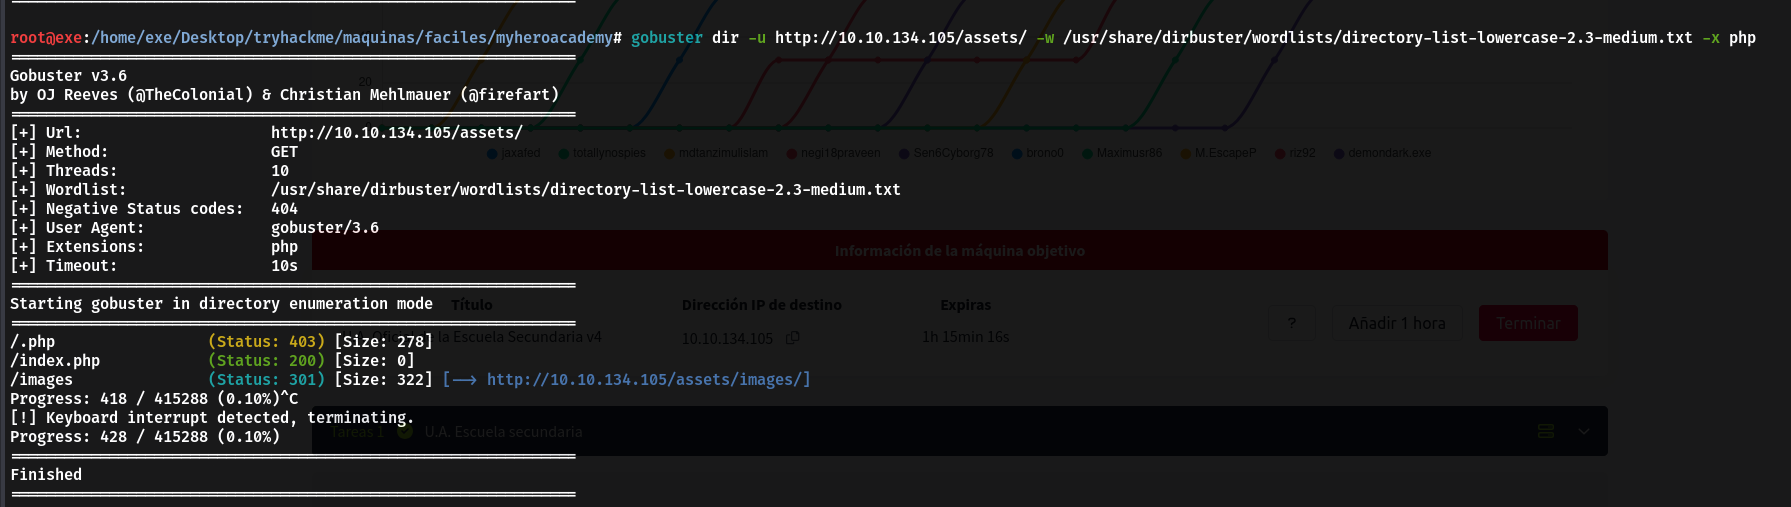 root@exe:/home/exe/Desktop/tryhackme/maquinas/faciles/myheroacademy# gobuster dir -u http://10.10.134.105/assets/ -w /usr/share/dirbuster/wordlists/directory-list-lowercase-2.3-medium.txt -x php
Gobuster v3.6
20
by OJ Reeves (@TheColonial) & Christian Mehlmauer (@firefart)
[+] Url: http://10.10.134.105/assets/
[+] Method: GET
jaxafed totallynospies mdtanzimulislam negi18praveen Sen6Cyborg78 brono0 Maximusr86 M.EscapeP riz92 demondark.exe
[+] Threads: 10
[+] Wordlist: /usr/share/dirbuster/wordlists/directory-list-lowercase-2.3-medium.txt
[+] Negative Status codes: 404
[+] User Agent: gobuster/3.6
[+] Extensions: php
Información de la máquina objetivo
[+] Timeout: 10s
Starting gobuster in directory enumeration mode
Título Dirección IP de destino Expiras
? Añadir 1 hora Terminar
/.php (Status: 403) [Size: 278]
la Escuela Secundaria v4 10.10.134.105 1h 15min 16s
/index.php (Status: 200) [Size: 0]
/images (Status: 301) [Size: 322] [--> http://10.10.134.105/assets/images/]
Progress: 418 / 415288 (0.10%)^C
[!] Keyboard interrupt detected, terminating.
Tareas 1 U.A. Escuela secundaria
Progress: 428 / 415288 (0.10%)
Finished